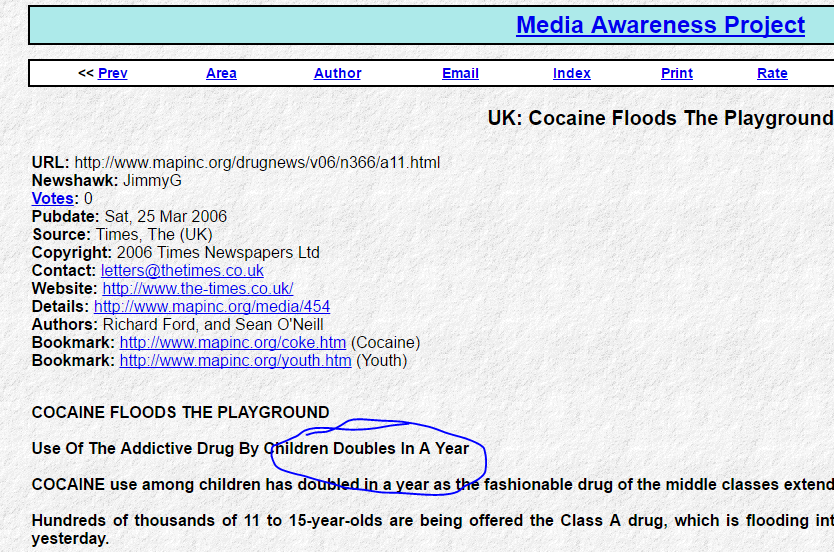 Media Awareness Project
<< Prev Area Author Email Index Print Rate
UK: Cocaine Floods The Playground
URL: http://www.mapinc.org/drugnews/v06/n366/a11.html
Newshawk: JimmyG
Votes: 0
Pubdate: Sat, 25 Mar 2006
Source: Times, The (UK)
Copyright: 2006 Times Newspapers Ltd
Contact: letters@thetimes.co.uk
Website: http://www.the-times.co.uk/
Details: http://www.mapinc.org/media/454
Authors: Richard Ford, and Sean O'Neill
Bookmark: http://www.mapinc.org/coke.htm (Cocaine)
Bookmark: http://www.mapinc.org/youth.htm (Youth)
COCAINE FLOODS THE PLAYGROUND
Use Of The Addictive Drug By Children Doubles In A Year
COCAINE use among children has doubled in a year as the fashionable drug of the middle classes extend
Hundreds of thousands of 11 to 15-year-olds are being offered the Class A drug, which is flooding int
yesterday.